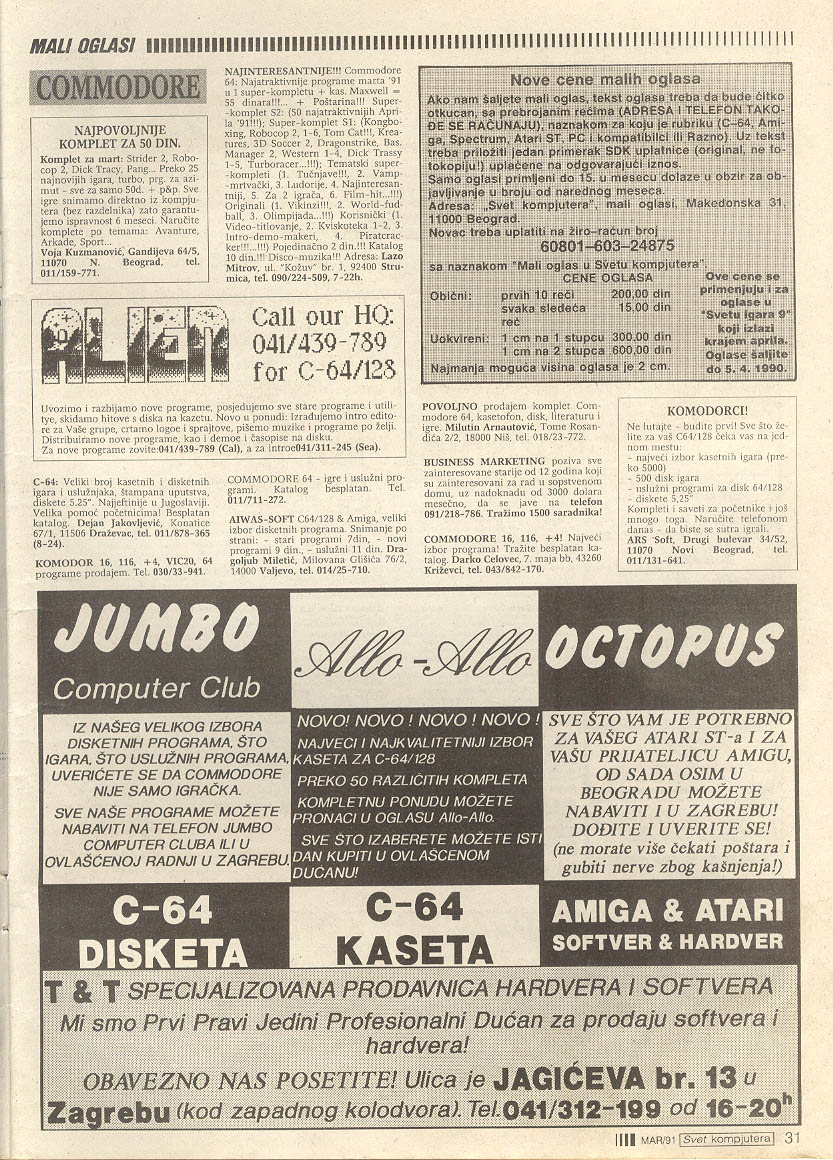 MALI OGLASI
COMMODORE
NAJPOVOLJNIJE
KOMPLET ZA 50 DIN.
Komplet za mart: Strider 2, Robo-
cop 2, Dick Tracy, Pang... Preko 25
najnovijih igara, turbo, prg. za azi-
mut - sve za samo 50d. + p&p. Sve
igre snimamo direktno iz kompju-
tera (bez razdelnika) zato garantu-
jemo ispravnost 6 meseci. Naručite
komplete po temama: Avanture,
Arkade, Sport...
Voja Kuzmanović, Gandijeva 64/5,
11070 N. Beograd, tel.
011/159-771.
NAJINTERESANTNIJE!!! Commodore
64: Najatraktivnije programe marta '91
u 1 super-kompletu + kas. Maxwell =
55 dinara!!!... + Poštarina!!! Super-
komplet S2: (50 najatraktivnijih Apri-
la '91!!!); Super-komplet S1: (Kongbo-
xing, Robocop 2, 1-6, Tom Cat!!!, Krea-
tures, 3D Soccer 2, Dragonstrike, Bas.
Manager 2, Western 1-4, Dick Trassy
1-5, Turboracer...!!!); Tematski super-
-kompleti (1. Tučnjave!!!, 2. Vamp-
-mrtvački, 3. Ludorije, 4. Najinteresan-
tniji, 5. Za 2 igrača, 6. Film-hit...!!!)
Originali (1. Vikinzi!!!, 2. World-fud-
ball, 3. Olimpijada...!!!) Korisnički (1.
Video-titlovanje, 2. Kviskoteka 1-2, 3.
Intro-demo-makeri, 4. Piratcrac-
ker!!!...!!!) Pojedinačno 2 din.!!! Katalog
10 din.!!! Disco-muzika!!! Adresa: Lazo
Mitrov, ul. "Kožuv" br. 1, 92400 Stru-
mica, tel. 090/224-509, 7-22h.
Nove cene malih oglasa
Ako nam šaljete mali oglas, tekst oglasa treba da bude čitko
otkucan, sa prebrojanim rečima (ADRESA I TELEFON TAKO-
ĐE SE RAČUNAJU), naznakom za koju je rubriku (C-64, Ami-
ga, Spectrum, Atari ST, PC i kompatibilci ili Razno). Uz tekst
treba priložiti jedan primerak SDK uplatnice (original, ne fo-
tokopiju!) uplaćene na odgovarajući iznos.
Samo oglasi primljeni do 15. u mesecu dolaze u obzir za ob-
javljivanje u broju od narednog meseca.
Adresa: „Svet kompjutera", mali oglasi, Makedonska 31,
11000 Beograd.
Novac treba uplatiti na žiro-račun broj
60801-603-24875
sa naznakom "Mali oglas u Svetu kompjutera".
CENE OGLASA
Obični: prvih 10 reči 200,00 din
svaka sledeća 15,00 din
reč
Uokvireni: 1 cm na 1 stupcu 300,00 din
1 cm na 2 stupca 600,00 din
Najmanja moguća visina oglasa je 2 cm.
Ove cene se
primenjuju i za
oglase u
"Svetu igara 9"
koji izlazi
krajem aprila.
Oglase šaljite
do 5. 4. 1990.
ALIEN
Call our HQ:
041/439-789
for C-64/128
Uvozimo i razbijamo nove programe, posjedujemo sve stare programe i utili-
tye, skidamo hitove s diska na kazetu. Novo u ponudi: Izradujemo intro edito-
re za Vaše grupe, crtamo logoe i sprajtove, pišemo muzike i programe po želji.
Distribuiramo nove programe, kao i demoe i časopise na disku.
Za nove programe zovite:041/439-789 (Cal), a za introe041/311-245 (Sea).
C-64: Veliki broj kasetnih i disketnih
igara i uslužnjaka, štampana uputstva,
diskete 5.25". Najjeftinije u Jugoslaviji.
Velika pomoć početnicima! Besplatan
katalog. Dejan Jakovljević, Konatice
67/1, 11506 Draževac, tel. 011/878-365
(8-24).
KOMODOR 16, 116, +4, VIC20, 64
programe prodajem. Tel. 030/33-941.
COMMODORE 64 - igre i uslužni pro-
grami. Katalog besplatan. Tel.
011/711-272.
AIWAS-SOFT C64/128 & Amiga, veliki
izbor disketnih programa. Snimanje po
strani: - stari programi 7din, - novi
programi 9 din., - uslužni 11 din. Dra-
goljub Miletić, Milovana Glišića 76/2,
14000 Valjevo, tel. 014/25-710.
POVOLJNO prodajem komplet Com-
modore 64, kasetofon, disk, literaturu i
igre. Milutin Arnautović, Tome Rosan-
dića 2/2, 18000 Niš, tel. 018/23-772.
BUSINESS MARKETING poziva sve
zainteresovane starije od 12 godina koji
su zainteresovani za rad u sopstvenom
domu, uz nadoknadu od 3000 dolara
mesečno, da se jave na telefon
091/218-786. Tražimo 1500 saradnika!
COMMODORE 16, 116, +4! Najveći
izbor programa! Tražite besplatan ka-
talog. Darko Celovec, 7. maja bb, 43260
Križevci, tel. 043/842-170.
KOMODORCI!
Ne lutajte - budite prvi! Sve što že-
lite za vaš C64/128 čeka vas na jed-
nom mestu:
- najveći izbor kasetnih igara (pre-
ko 5000)
- 500 disk igara
- uslužni programi za disk 64/128
- diskete 5,25"
Kompleti i saveti za početnike i još
mnogo toga. Naručite telefonom
danas - da biste se sutra igrali.
ARS 'Soft, Drugi bulevar 34/52,
11070 Novi Beograd, tel.
011/131-641.
JUMBO
Computer Club
IZ NAŠEG VELIKOG IZBORA
DISKETNIH PROGRAMA, ŠTO
IGARA, ŠTO USLUŽNIH PROGRAMA,
UVERIĆETE SE DA COMMODORE
NIJE SAMO IGRAČKA.
SVE NAŠE PROGRAME MOŽETE
NABAVITI NA TELEFON JUMBO
COMPUTER CLUBA ILI U
OVLAŠĆENOJ RADNJI U ZAGREBU.
C-64
DISKETA
Allo -Allo
NOVO! NOVO ! NOVO ! NOVO !
NAJVECI I NAJKVALITETNIJI IZBOR
KASETA ZA C-64/128
PREKO 50 RAZLIČITIH KOMPLETA
KOMPLETNU PONUDU MOŽETE
PRONACI U OGLASU Allo-Allo.
SVE ŠTO IZABERETE MOŽETE ISTI
DAN KUPITI U OVLAŠCENOM
DUĆANU!
C-64
KASETA
OCTOPUS
SVE ŠTO VAM JE POTREBNO
ZA VAŠEG ATARI ST-a I ZA
VAŠU PRIJATELJICU AMIGU,
OD SADA OSIM U
BEOGRADU MOŽETE
NABAVITI I U ZAGREBU!
DOĐITE I UVERITE SE!
(ne morate više čekati poštara i
gubiti nerve zbog kašnjenja!)
AMIGA & ATARI
SOFTVER & HARDVER
T & T SPECIJALIZOVANA PRODAVNICA HARDVERA I SOFTVERA
Mi smo Prvi Pravi Jedini Profesionalni Dućan za prodaju softvera i
hardvera!
OBAVEZNO NAS POSETITE! Ulica je JAGIĆEVA br. 13 u
Zagrebu (kod zapadnog kolodvora). Tel.041/312-199 od 16-20h
MAR/91 Svet kompjutera 31